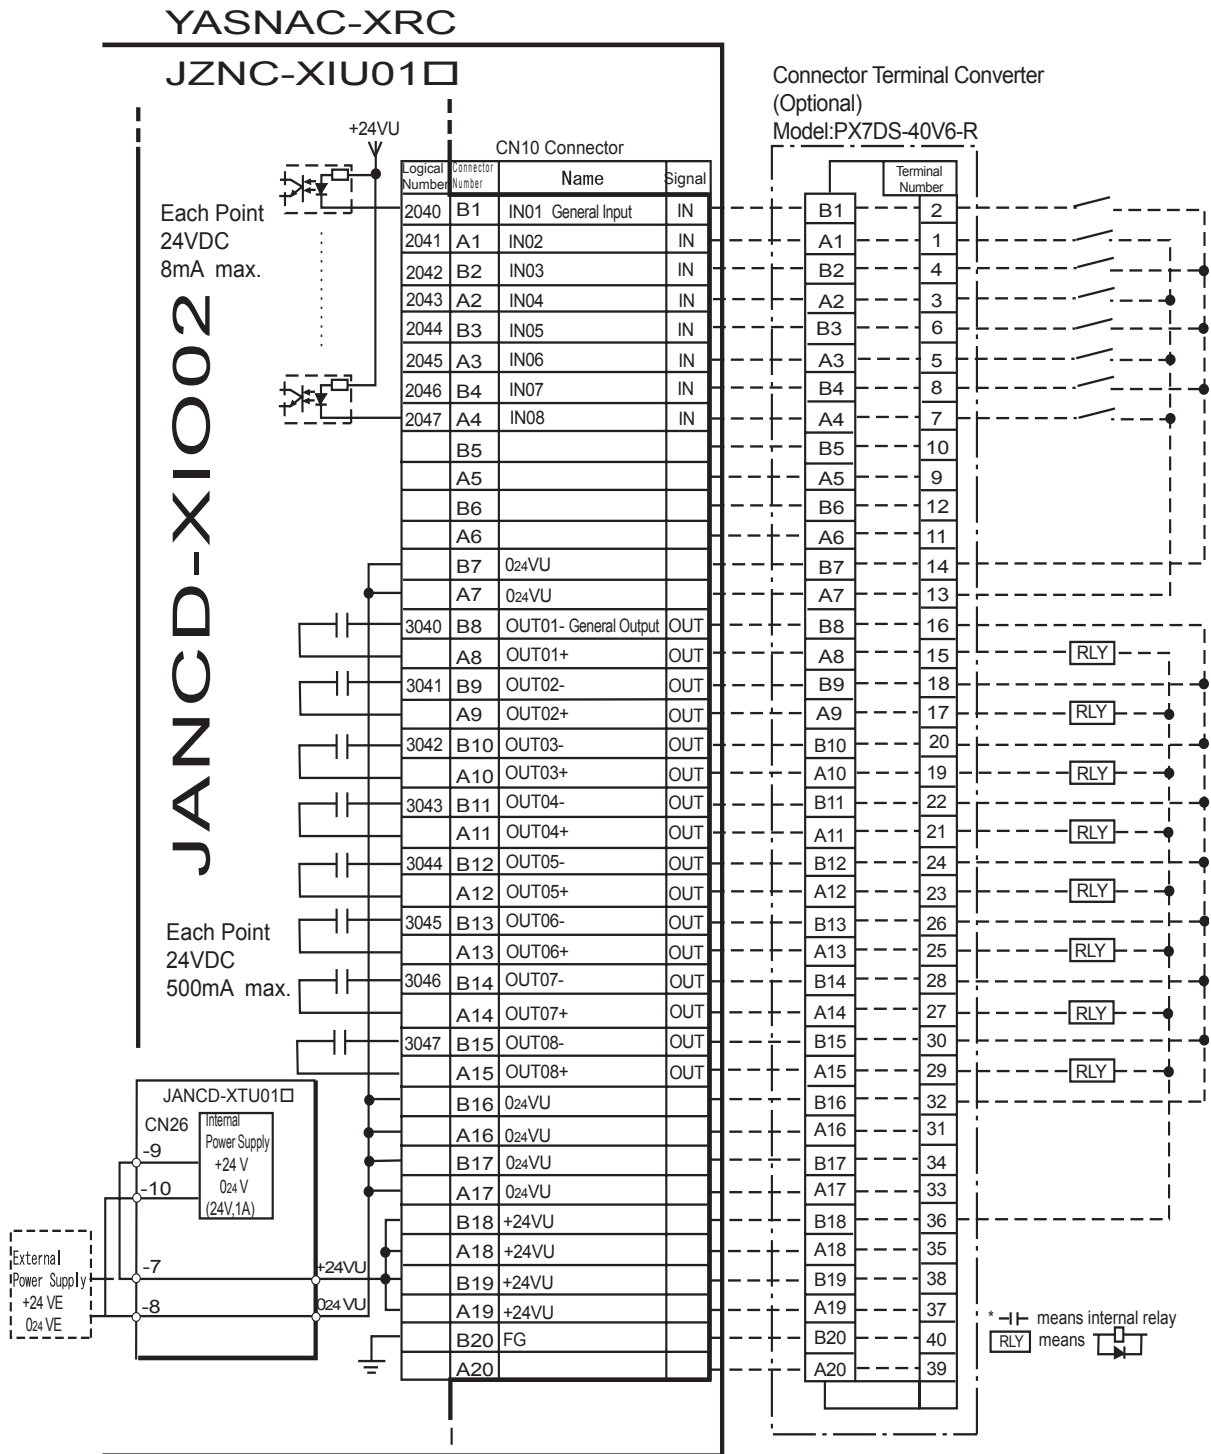 YASNAC-XRC
JZNC-XIU01□
Connector Terminal Converter
(Optional)
Model:PX7DS-40V6-R
+24VU
CN10 Connector
Logical Number Connector Number Name Signal Terminal Number
Each Point
24VDC
8mA max.
JANCD-XIO02
2040 B1 IN01 General Input IN B1 2
2041 A1 IN02 IN A1 1
2042 B2 IN03 IN B2 4
2043 A2 IN04 IN A2 3
2044 B3 IN05 IN B3 6
2045 A3 IN06 IN A3 5
2046 B4 IN07 IN B4 8
2047 A4 IN08 IN A4 7
B5 B5 10
A5 A5 9
B6 B6 12
A6 A6 11
B7 024VU B7 14
A7 024VU A7 13
3040 B8 OUT01- General Output OUT B8 16
A8 OUT01+ OUT A8 15 RLY
3041 B9 OUT02- OUT B9 18
A9 OUT02+ OUT A9 17 RLY
3042 B10 OUT03- OUT B10 20
A10 OUT03+ OUT A10 19 RLY
3043 B11 OUT04- OUT B11 22
A11 OUT04+ OUT A11 21 RLY
3044 B12 OUT05- OUT B12 24
A12 OUT05+ OUT A12 23 RLY
3045 B13 OUT06- OUT B13 26
A13 OUT06+ OUT A13 25 RLY
3046 B14 OUT07- OUT B14 28
A14 OUT07+ OUT A14 27 RLY
3047 B15 OUT08- OUT B15 30
A15 OUT08+ OUT A15 29 RLY
B16 024VU B16 32
A16 024VU A16 31
B17 024VU B17 34
A17 024VU A17 33
B18 +24VU B18 36
A18 +24VU A18 35
B19 +24VU B19 38
A19 +24VU A19 37
B20 FG B20 40
A20 A20 39
Each Point
24VDC
500mA max.
JANCD-XTU01□
CN26
Internal
Power Supply
+24 V
024 V
(24V,1A)
-9
-10
-7
-8
+24VU
024 VU
External
Power Supply
+24 VE
024 VE
* means internal relay
RLY means